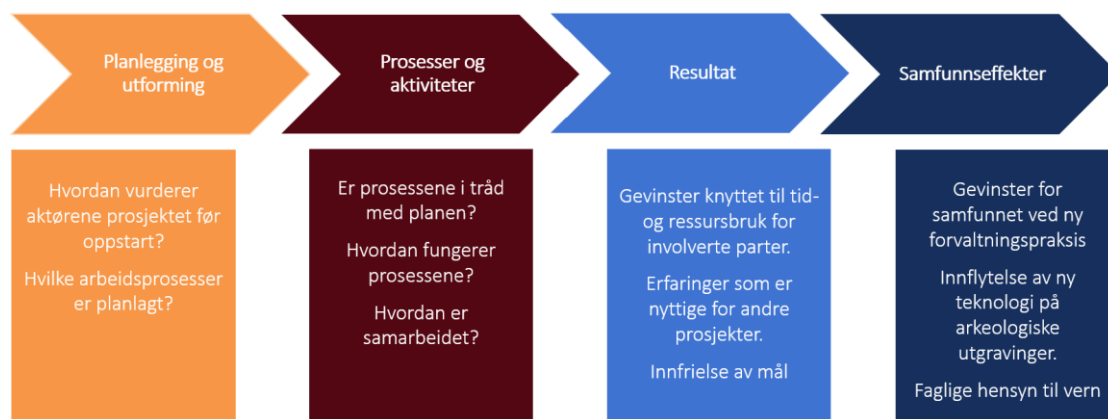 Planlegging og
utforming
Prosesser og
aktiviteter
Resultat
Samfunnseffekter
Hvordan vurderer
aktørene prosjektet før
oppstart?
Hvilke arbeidsprosesser
er planlagt?
Er prosessene i tråd
med planen?
Hvordan fungerer
prosessene?
Hvordan er
samarbeidet?
Gevinster knyttet til tid-
og ressursbruk for
involverte parter.
Erfaringer som er
nyttige for andre
prosjekter.
Innfrielse av mål
Gevinster for
samfunnet ved ny
forvaltningspraksis
Innflytelse av ny
teknologi på
arkeologiske
utgravinger.
Faglige hensyn til vern